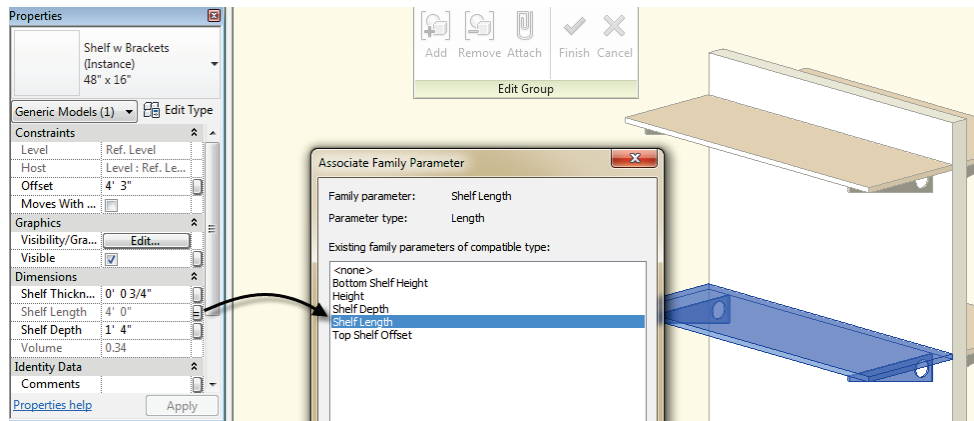 Properties
Shelf w Brackets
(Instance)
48" x 16"
Generic Models (1) Edit Type
Constraints
Level Ref. Level
Host Level : Ref. Le...
Offset 4' 3"
Moves With ...
Graphics
Visibility/Gra... Edit...
Visible
Dimensions
Shelf Thickn... 0' 0 3/4"
Shelf Length 4' 0"
Shelf Depth 1' 4"
Volume 0.34
Identity Data
Comments
Properties help Apply
Add Remove Attach Finish Cancel
Edit Group
Associate Family Parameter
Family parameter: Shelf Length
Parameter type: Length
Existing family parameters of compatible type:
<none>
Bottom Shelf Height
Height
Shelf Depth
Shelf Length
Top Shelf Offset